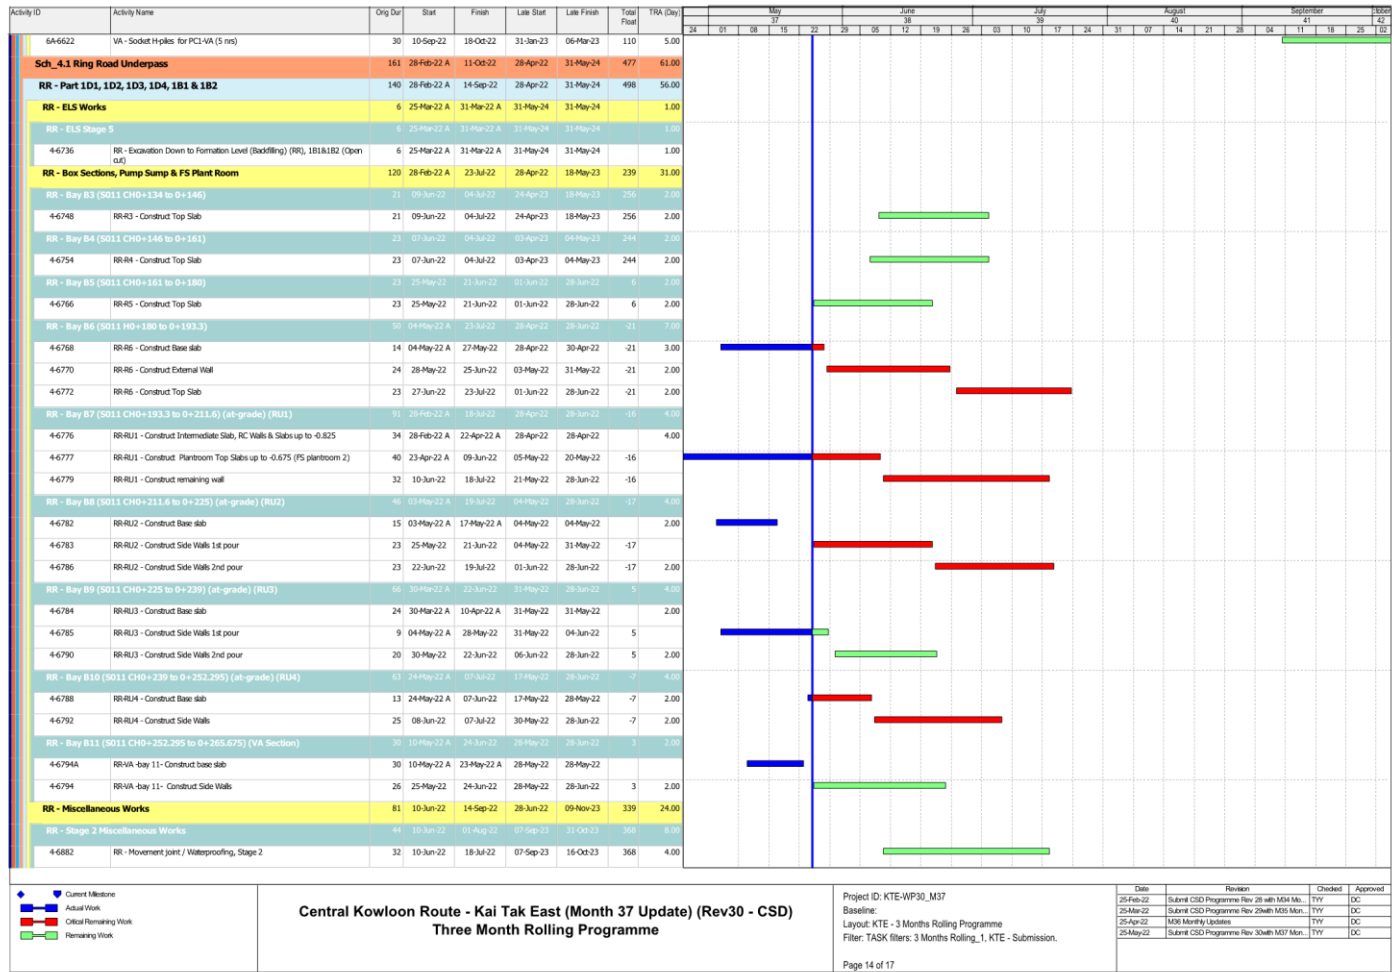 Activity ID Activity Name Orig Dur Start Finish Late Start Late Finish Total Float TRA (Day) May June July August September October
37 38 39 40 41 42
24 01 08 15 22 29 05 12 19 26 03 10 17 24 31 07 14 21 28 04 11 18 25 02
6A-6622 VA - Socket H-piles for PC1-VA (5 nrs) 30 10-Sep-22 18-Oct-22 31-Jan-23 06-Mar-23 110 5.00
Sch_4.1 Ring Road Underpass 161 28-Feb-22 A 11-Oct-22 28-Apr-22 31-May-24 477 61.00
RR - Part 1D1, 1D2, 1D3, 1D4, 1B1 & 1B2 140 28-Feb-22 A 14-Sep-22 28-Apr-22 31-May-24 498 56.00
RR - ELS Works 6 25-Mar-22 A 31-Mar-22 A 31-May-24 31-May-24 1.00
RR - ELS Stage 5 6 25-Mar-22 A 31-Mar-22 A 31-May-24 31-May-24 1.00
4-6736 RR - Excavation Down to Formation Level (Backfilling) (RR), 1B1&1B2 (Open cut) 6 25-Mar-22 A 31-Mar-22 A 31-May-24 31-May-24 1.00
RR - Box Sections, Pump Sump & FS Plant Room 120 28-Feb-22 A 23-Jul-22 28-Apr-22 18-May-23 239 31.00
RR - Bay B3 (S011 CH0+134 to 0+146) 21 09-Jun-22 04-Jul-22 24-Apr-23 18-May-23 256 2.00
4-6748 RR-R3 - Construct Top Slab 21 09-Jun-22 04-Jul-22 24-Apr-23 18-May-23 256 2.00
RR - Bay B4 (S011 CH0+146 to 0+161) 23 07-Jun-22 04-Jul-22 03-Apr-23 04-May-23 244 2.00
4-6754 RR-R4 - Construct Top Slab 23 07-Jun-22 04-Jul-22 03-Apr-23 04-May-23 244 2.00
RR - Bay B5 (S011 CH0+161 to 0+180) 23 25-May-22 21-Jun-22 01-Jun-22 28-Jun-22 6 2.00
4-6766 RR-R5 - Construct Top Slab 23 25-May-22 21-Jun-22 01-Jun-22 28-Jun-22 6 2.00
RR - Bay B6 (S011 H0+180 to 0+193.3) 50 04-May-22 A 23-Jul-22 28-Apr-22 28-Jun-22 -21 7.00
4-6768 RR-R6 - Construct Base slab 14 04-May-22 A 27-May-22 28-Apr-22 30-Apr-22 -21 3.00
4-6770 RR-R6 - Construct External Wall 24 28-May-22 25-Jun-22 03-May-22 31-May-22 -21 2.00
4-6772 RR-R6 - Construct Top Slab 23 27-Jun-22 23-Jul-22 01-Jun-22 28-Jun-22 -21 2.00
RR - Bay B7 (S011 CH0+193.3 to 0+211.6) (at-grade) (RU1) 91 28-Feb-22 A 18-Jul-22 28-Apr-22 28-Jun-22 -16 4.00
4-6776 RR-RU1 - Construct Intermediate Slab, RC Walls & Slabs up to -0.825 34 28-Feb-22 A 22-Apr-22 A 28-Apr-22 28-Apr-22 4.00
4-6777 RR-RU1 - Construct Plantroom Top Slabs up to -0.675 (FS plantroom 2) 40 23-Apr-22 A 09-Jun-22 05-May-22 20-May-22 -16
4-6779 RR-RU1 - Construct remaining wall 32 10-Jun-22 18-Jul-22 21-May-22 28-Jun-22 -16
RR - Bay B8 (S011 CH0+211.6 to 0+225) (at-grade) (RU2) 46 03-May-22 A 19-Jul-22 04-May-22 28-Jun-22 -17 4.00
4-6782 RR-RU2 - Construct Base slab 15 03-May-22 A 17-May-22 A 04-May-22 04-May-22 2.00
4-6783 RR-RU2 - Construct Side Walls 1st pour 23 25-May-22 21-Jun-22 04-May-22 31-May-22 -17
4-6786 RR-RU2 - Construct Side Walls 2nd pour 23 22-Jun-22 19-Jul-22 01-Jun-22 28-Jun-22 -17 2.00
RR - Bay B9 (S011 CH0+225 to 0+239) (at-grade) (RU3) 66 30-Mar-22 A 22-Jun-22 31-May-22 28-Jun-22 5 4.00
4-6784 RR-RU3 - Construct Base slab 24 30-Mar-22 A 10-Apr-22 A 31-May-22 31-May-22 2.00
4-6785 RR-RU3 - Construct Side Walls 1st pour 9 04-May-22 A 28-May-22 31-May-22 04-Jun-22 5
4-6790 RR-RU3 - Construct Side Walls 2nd pour 20 30-May-22 22-Jun-22 06-Jun-22 28-Jun-22 5 2.00
RR - Bay B10 (S011 CH0+239 to 0+252.295) (at-grade) (RU4) 63 24-May-22 A 07-Jul-22 17-May-22 28-Jun-22 -7 4.00
4-6788 RR-RU4 - Construct Base slab 13 24-May-22 A 07-Jun-22 17-May-22 28-May-22 -7 2.00
4-6792 RR-RU4 - Construct Side Walls 25 08-Jun-22 07-Jul-22 30-May-22 28-Jun-22 -7 2.00
RR - Bay B11 (S011 CH0+252.295 to 0+265.675) (VA Section) 30 10-May-22 A 24-Jun-22 28-May-22 28-Jun-22 3 2.00
4-6794A RR-VA -bay 11- Construct base slab 30 10-May-22 A 23-May-22 A 28-May-22 28-May-22
4-6794 RR-VA -bay 11- Construct Side Walls 26 25-May-22 24-Jun-22 28-May-22 28-Jun-22 3 2.00
RR - Miscellaneous Works 81 10-Jun-22 14-Sep-22 28-Jun-22 09-Nov-23 339 24.00
RR - Stage 2 Miscellaneous Works 44 10-Jun-22 01-Aug-22 07-Sep-23 31-Oct-23 368 8.00
4-6882 RR - Movement joint / Waterproofing, Stage 2 32 10-Jun-22 18-Jul-22 07-Sep-23 16-Oct-23 368 4.00
Current Milestone
Actual Work
Critical Remaining Work
Remaining Work
Central Kowloon Route - Kai Tak East (Month 37 Update) (Rev30 - CSD)
Three Month Rolling Programme
Project ID: KTE-WP30_M37
Baseline:
Layout: KTE - 3 Months Rolling Programme
Filter: TASK filters: 3 Months Rolling_1, KTE - Submission.
Page 14 of 17
Date Revision Checked Approved
25-Feb-22 Submit CSD Programme Rev 28 with M34 Mo... TYY DC
25-Mar-22 Submit CSD Programme Rev 29with M35 Mon... TYY DC
25-Apr-22 M36 Monthly Updates TYY DC
25-May-22 Submit CSD Programme Rev 30with M37 Mon... TYY DC